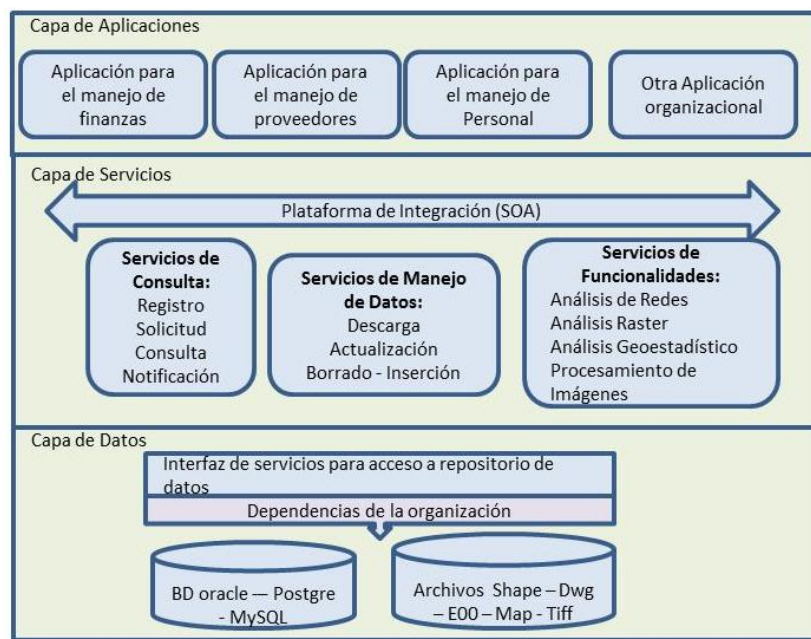 Capa de Aplicaciones
Aplicación para
el manejo de
finanzas
Aplicación para
el manejo de
proveedores
Aplicación para
el manejo de
Personal
Otra Aplicación
organizacional
Capa de Servicios
Plataforma de Integración (SOA)
Servicios de
Consulta:
Registro
Solicitud
Consulta
Notificación
Servicios de Manejo
de Datos:
Descarga
Actualización
Borrado - Inserción
Servicios de
Funcionalidades:
Análisis de Redes
Análisis Raster
Análisis Geoestadístico
Procesamiento de
Imágenes
Capa de Datos
Interfaz de servicios para acceso a repositorio de
datos
Dependencias de la organización
BD oracle — Postgre
- MySQL
Archivos Shape – Dwg
– E00 – Map - Tiff